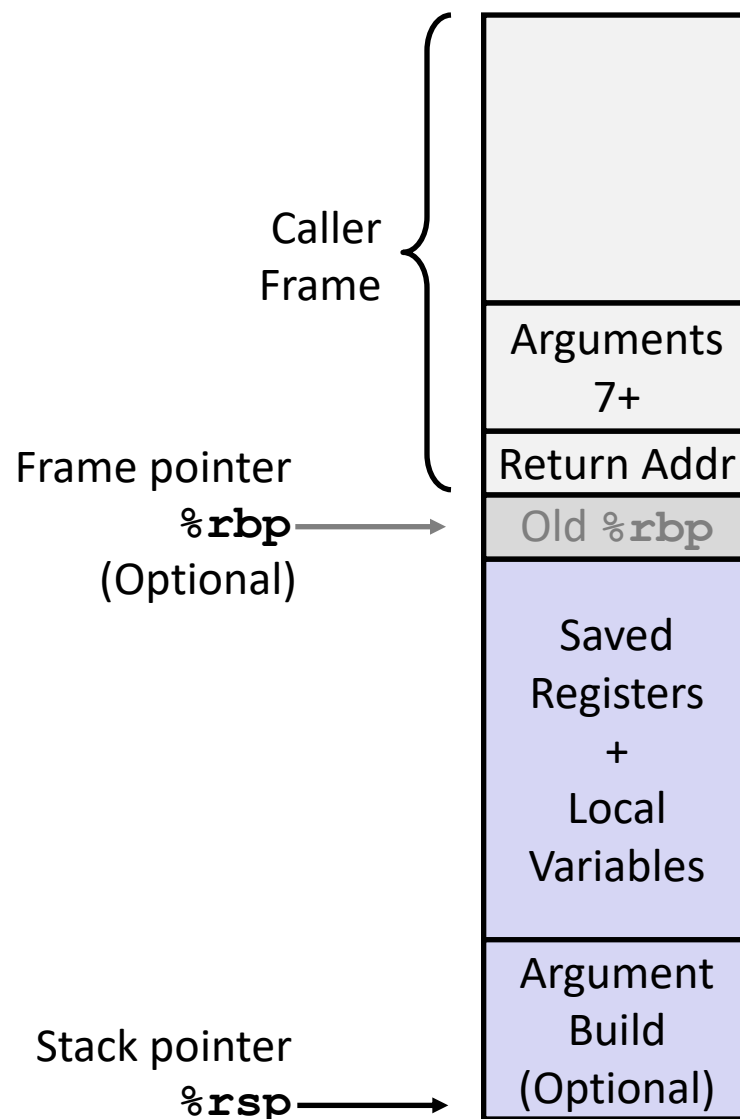 Caller
Frame
Arguments
7+
Return Addr
Frame pointer
%rbp
(Optional)
Old %rbp
Saved
Registers
+
Local
Variables
Argument
Build
(Optional)
Stack pointer
%rsp